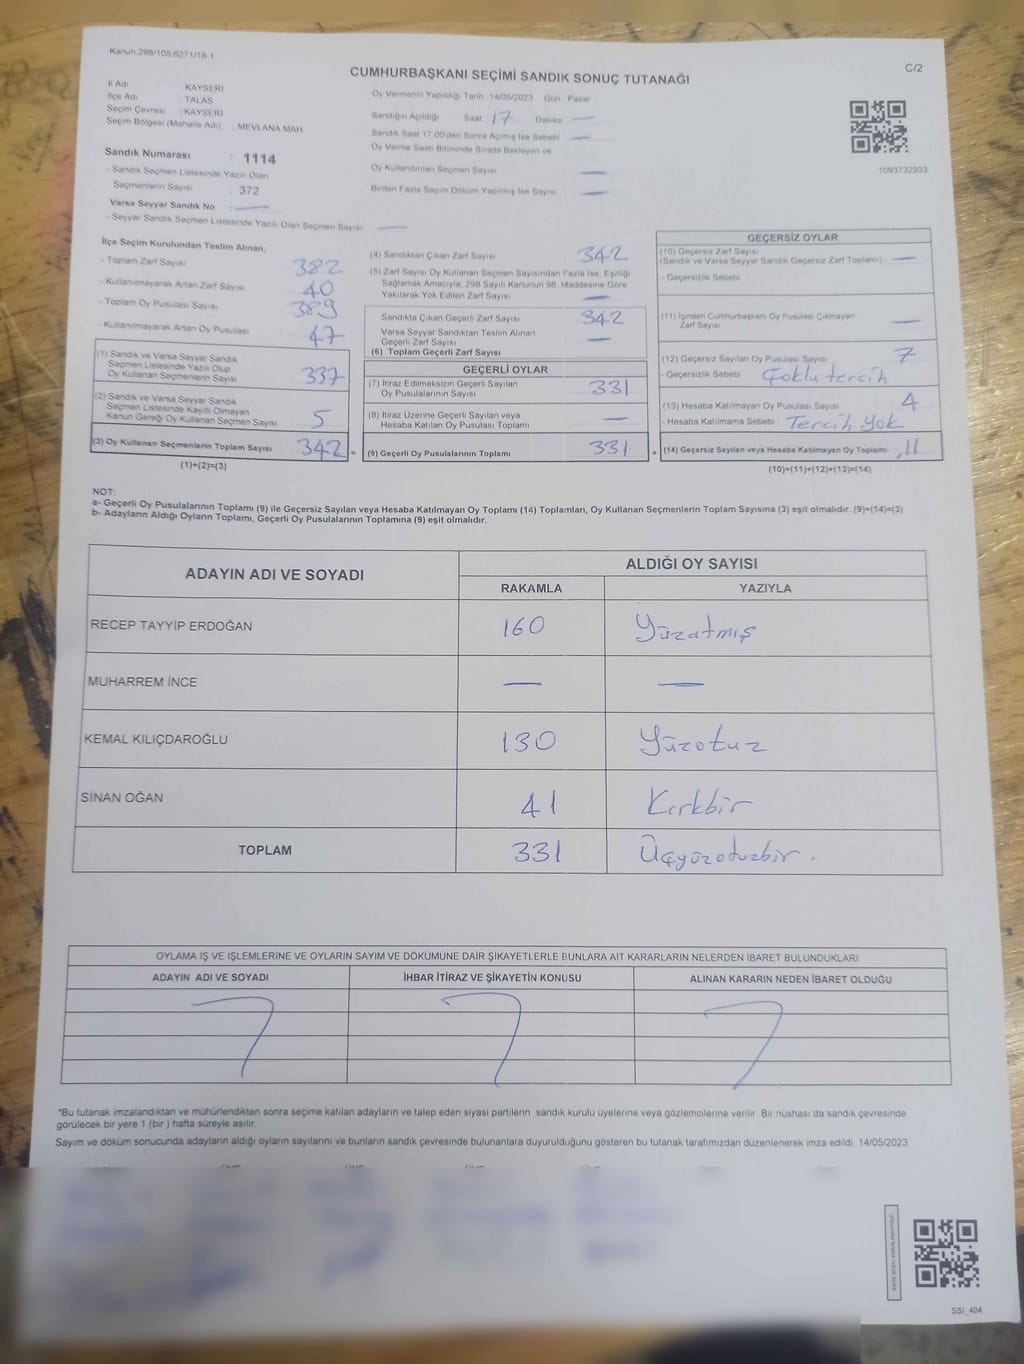 Kanun:298/105;6271/18-1
C/2
CUMHURBAŞKANI SEÇİMİ SANDIK SONUÇ TUTANAĞI
İl Adı KAYSERİ
İlçe Adı TALAS
Seçim Çevresi : KAYSERİ
Seçim Bölgesi (Mahalle Adı) : MEVLANA MAH
Sandık Numarası : 1114
- Sandık Seçmen Listesinde Yazılı Olan
Seçmenlerin Sayısı : 372
Varsa Seyyar Sandık No : —
- Seyyar Sandık Seçmen Listesinde Yazılı Olan Seçmen Sayısı —
Oy Vermenin Yapıldığı Tarih :14/05/2023 Gün : Pazar
Sandığın Açıldığı Saat 17 Dakika —
Sandık Saat 17:00'den Sonra Açılmış İse Sebebi —
Oy Verme Saati Bitiminde Sırada Bekleyen ve
Oy Kullandırılan Seçmen Sayısı —
Birden Fazla Sayım Döküm Yapılmış İse Sayısı —
1093732933
İlçe Seçim Kurulundan Teslim Alınan;
- Toplam Zarf Sayısı 382
- Kullanılmayarak Artan Zarf Sayısı 40
- Toplam Oy Pusulası Sayısı 389
- Kullanılmayarak Artan Oy Pusulası 47
(1) Sandık ve Varsa Seyyar Sandık
Seçmen Listesinde Yazılı Olup
Oy Kullanan Seçmenlerin Sayısı 337
(2) Sandık ve Varsa Seyyar Sandık
Seçmen Listesinde Kayıtlı Olmayan
Kanun Gereği Oy Kullanan Seçmen Sayısı 5
(3) Oy Kullanan Seçmenlerin Toplam Sayısı 342 =
(1)+(2)=(3)
(4) Sandıktan Çıkan Zarf Sayısı 342
(5) Zarf Sayısı Oy Kullanan Seçmen Sayısından Fazla İse, Eşitliği
Sağlamak Amacıyla, 298 Sayılı Kanunun 98. Maddesine Göre
Yakılarak Yok Edilen Zarf Sayısı —
Sandıkta Çıkan Geçerli Zarf Sayısı 342
Varsa Seyyar Sandıktan Teslim Alınan
Geçerli Zarf Sayısı —
(6) Toplam Geçerli Zarf Sayısı
GEÇERLİ OYLAR
(7) İtiraz Edilmeksizin Geçerli Sayılan
Oy Pusulalarının Sayısı 331
(8) İtiraz Üzerine Geçerli Sayılan veya
Hesaba Katılan Oy Pusulası Toplamı —
(9) Geçerli Oy Pusulalarının Toplamı 331 +
GEÇERSİZ OYLAR
(10) Geçersiz Zarf Sayısı
(Sandık ve Varsa Seyyar Sandık Geçersiz Zarf Toplamı) —
- Geçersizlik Sebebi
(11) İçinden Cumhurbaşkanı Oy Pusulası Çıkmayan
Zarf Sayısı —
(12) Geçersiz Sayılan Oy Pusulası Sayısı 7
- Geçersizlik Sebebi Çoklu tercih
(13) Hesaba Katılmayan Oy Pusulası Sayısı 4
- Hesaba Katılmama Sebebi Tercih Yok
(14) Geçersiz Sayılan veya Hesaba Katılmayan Oy Toplamı 11
(10)+(11)+(12)+(13)=(14)
NOT:
a- Geçerli Oy Pusulalarının Toplamı (9) ile Geçersiz Sayılan veya Hesaba Katılmayan Oy Toplamı (14) Toplamları, Oy Kullanan Seçmenlerin Toplam Sayısına (3) eşit olmalıdır. (9)+(14)=(3)
b- Adayların Aldığı Oyların Toplamı, Geçerli Oy Pusulalarının Toplamına (9) eşit olmalıdır.
ADAYIN ADI VE SOYADI ALDIĞI OY SAYISI
RAKAMLA YAZIYLA
RECEP TAYYİP ERDOĞAN 160 Yüzatmış
MUHARREM İNCE — —
KEMAL KILIÇDAROĞLU 130 Yüzotuz
SİNAN OĞAN 41 Kırkbir
TOPLAM 331 Üçyüzotuzbir.
OYLAMA İŞ VE İŞLEMLERİNE VE OYLARIN SAYIM VE DÖKÜMÜNE DAİR ŞİKAYETLERLE BUNLARA AİT KARARLARIN NELERDEN İBARET BULUNDUKLARI
ADAYIN ADI VE SOYADI İHBAR İTİRAZ VE ŞİKAYETİN KONUSU ALINAN KARARIN NEDEN İBARET OLDUĞU
*Bu tutanak imzalandıktan ve mühürlendikten sonra seçime katılan adayların ve talep eden siyasi partilerin sandık kurulu üyelerine veya gözlemcilerine verilir. Bir nüshası da sandık çevresinde
görülecek bir yere 1 (bir) hafta süreyle asılır.
Sayım ve döküm sonucunda adayların aldığı oyların sayılarını ve bunların sandık çevresinde bulunanlara duyurulduğunu gösteren bu tutanak tarafımızdan düzenlenerek imza edildi. 14/05/2023
KARE KODU KARALAMAYINIZ
SSI_404